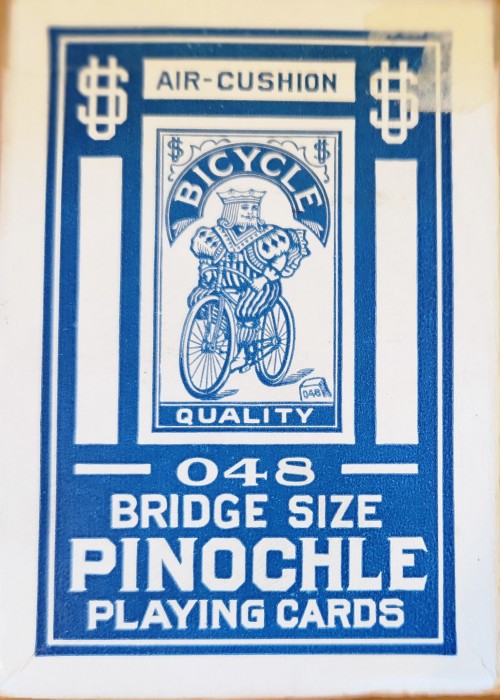 $ AIR-CUSHION $
$ $
BICYCLE
048
QUALITY
048
BRIDGE SIZE
PINOCHLE
PLAYING CARDS